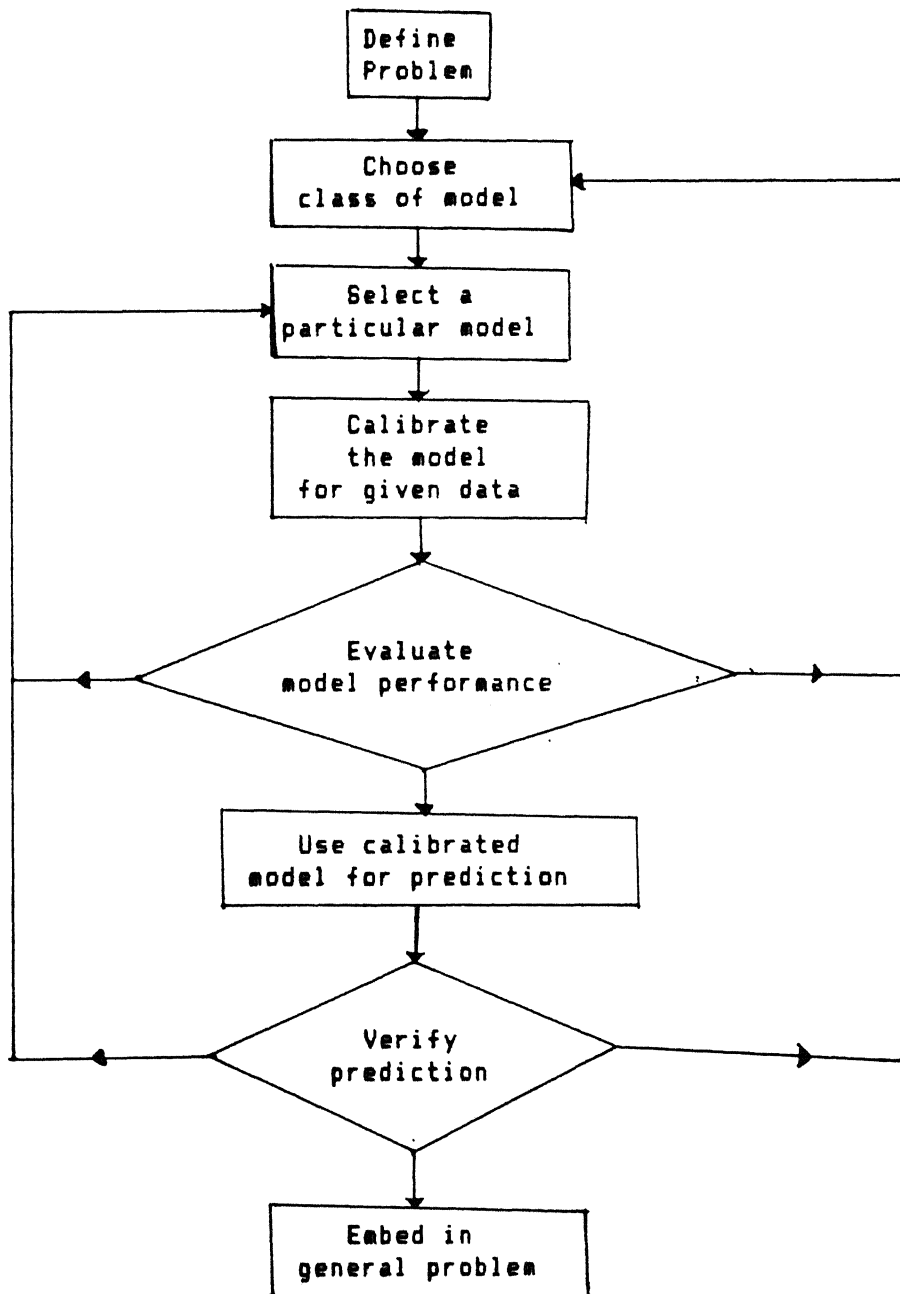 Define
Problem
Choose
class of model
Select a
particular model
Calibrate
the model
for given data
Evaluate
model performance
Use calibrated
model for prediction
Verify
prediction
Embed in
general problem